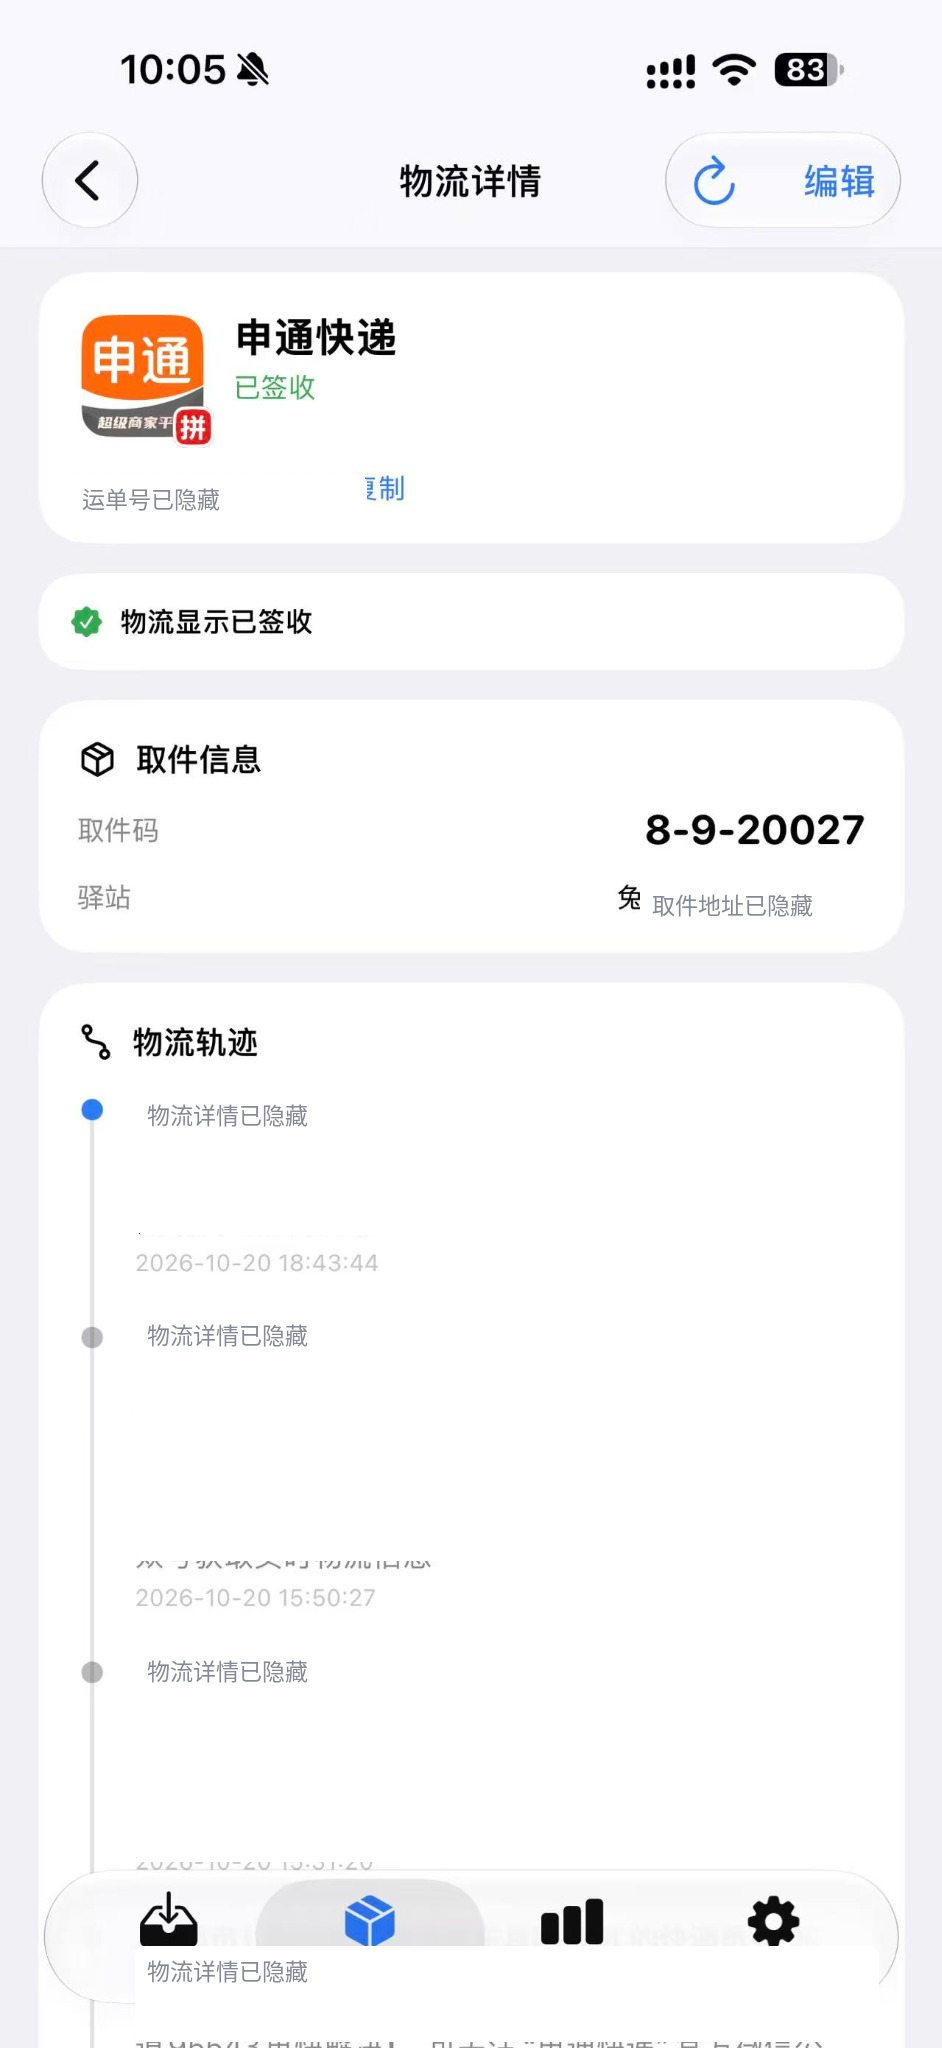 10:05
83
物流详情
编辑
申通
超级商家平
拼
申通快递
已签收
运单号已隐藏
复制
物流显示已签收
取件信息
取件码
8-9-20027
驿站
兔
取件地址已隐藏
物流轨迹
物流详情已隐藏
2026-10-20 18:43:44
物流详情已隐藏
2026-10-20 15:50:27
物流详情已隐藏
物流详情已隐藏